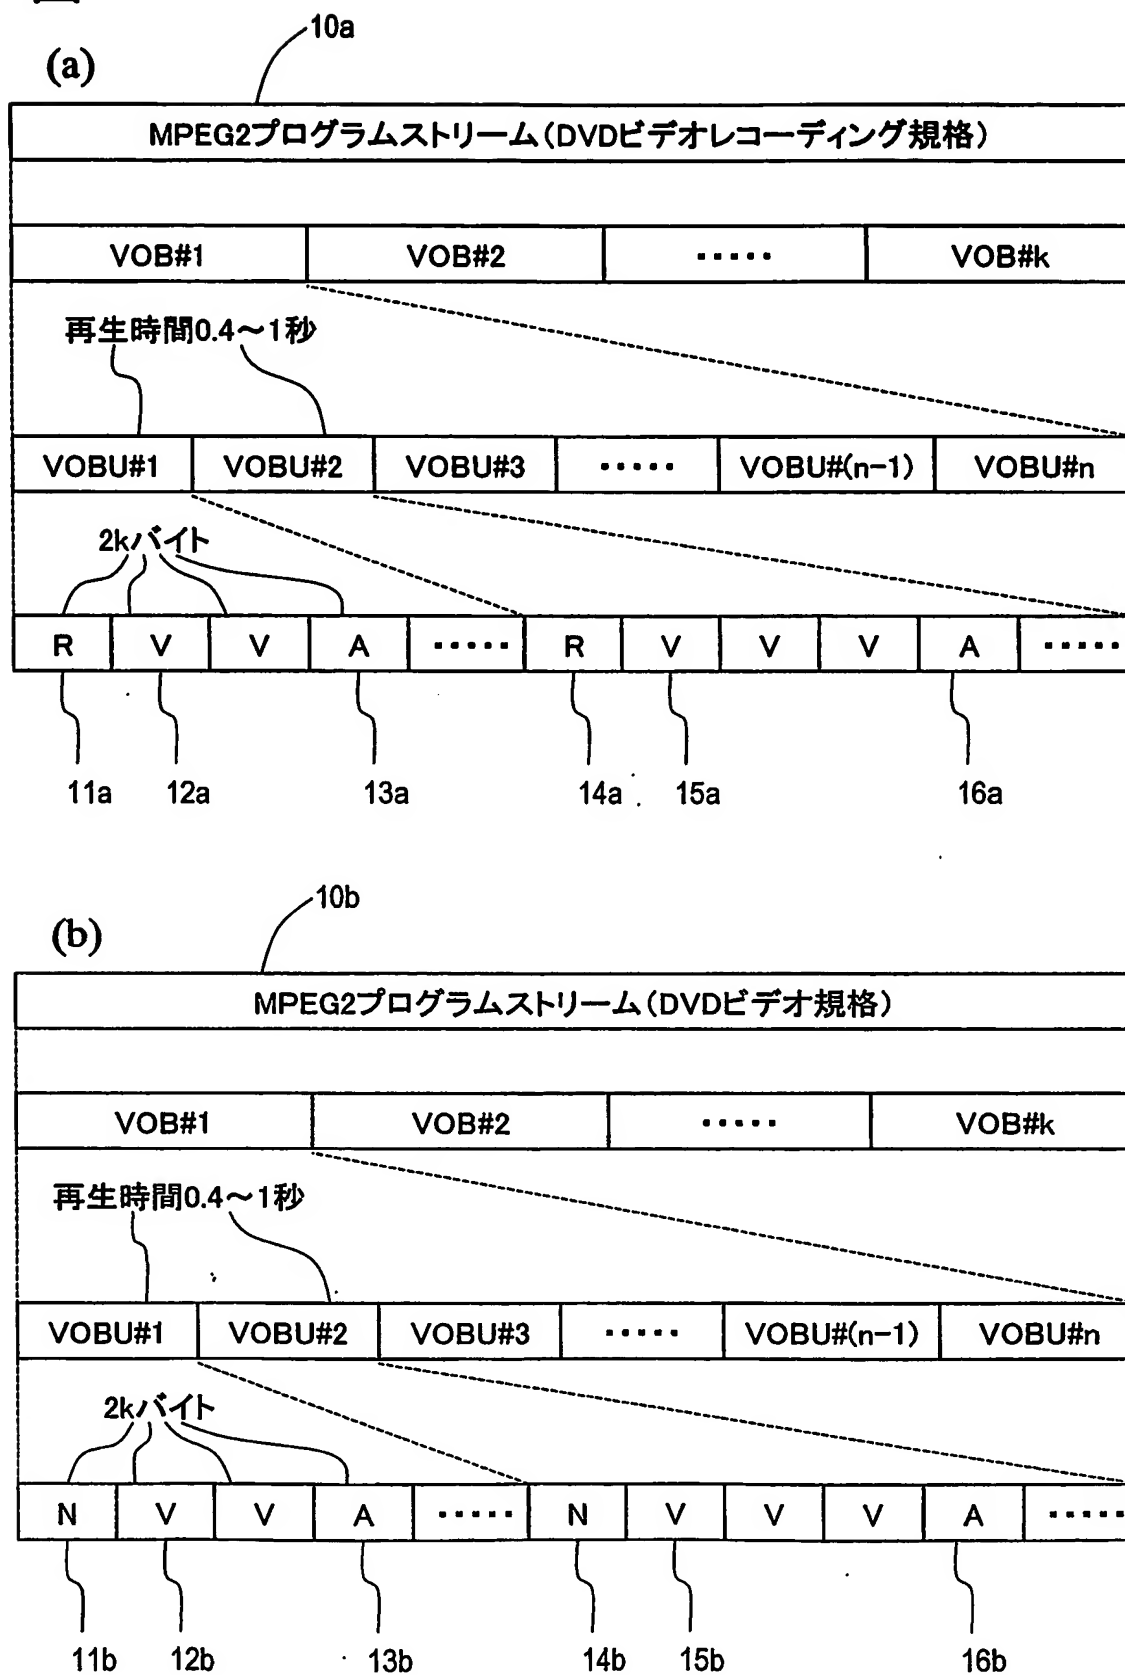 10a
(a)
MPEG2プログラムストリーム(DVDビデオレコーディング規格)
VOB#1 VOB#2 ····· VOB#k
再生時間0.4～1秒
VOBU#1 VOBU#2 VOBU#3 ····· VOBU#(n-1) VOBU#n
2kバイト
R V V A ····· R V V V A ·····
11a 12a 13a 14a 15a 16a
10b
(b)
MPEG2プログラムストリーム(DVDビデオ規格)
VOB#1 VOB#2 ····· VOB#k
再生時間0.4～1秒
VOBU#1 VOBU#2 VOBU#3 ····· VOBU#(n-1) VOBU#n
2kバイト
N V V A ····· N V V V A ·····
11b 12b 13b 14b 15b 16b